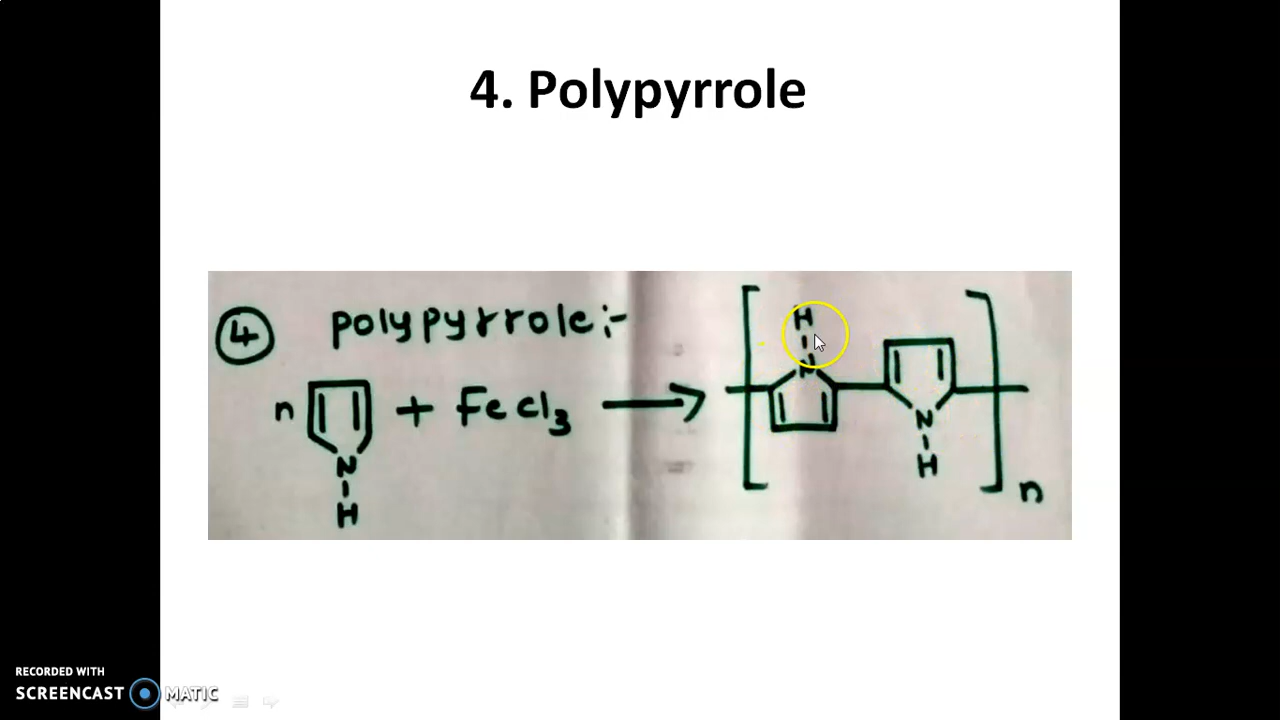 4. Polypyrrole
4 polypyrrole:-
n + FeCl3 →
N
H
H
N
N
H
n
RECORDED WITH
SCREENCAST MATIC